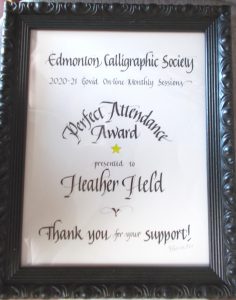 Edmonton Calligraphic Society
2020-21 Covid On-line Monthly Sessions
Perfect Attendance
Award
presented to
Heather Held
Thank you for your support!